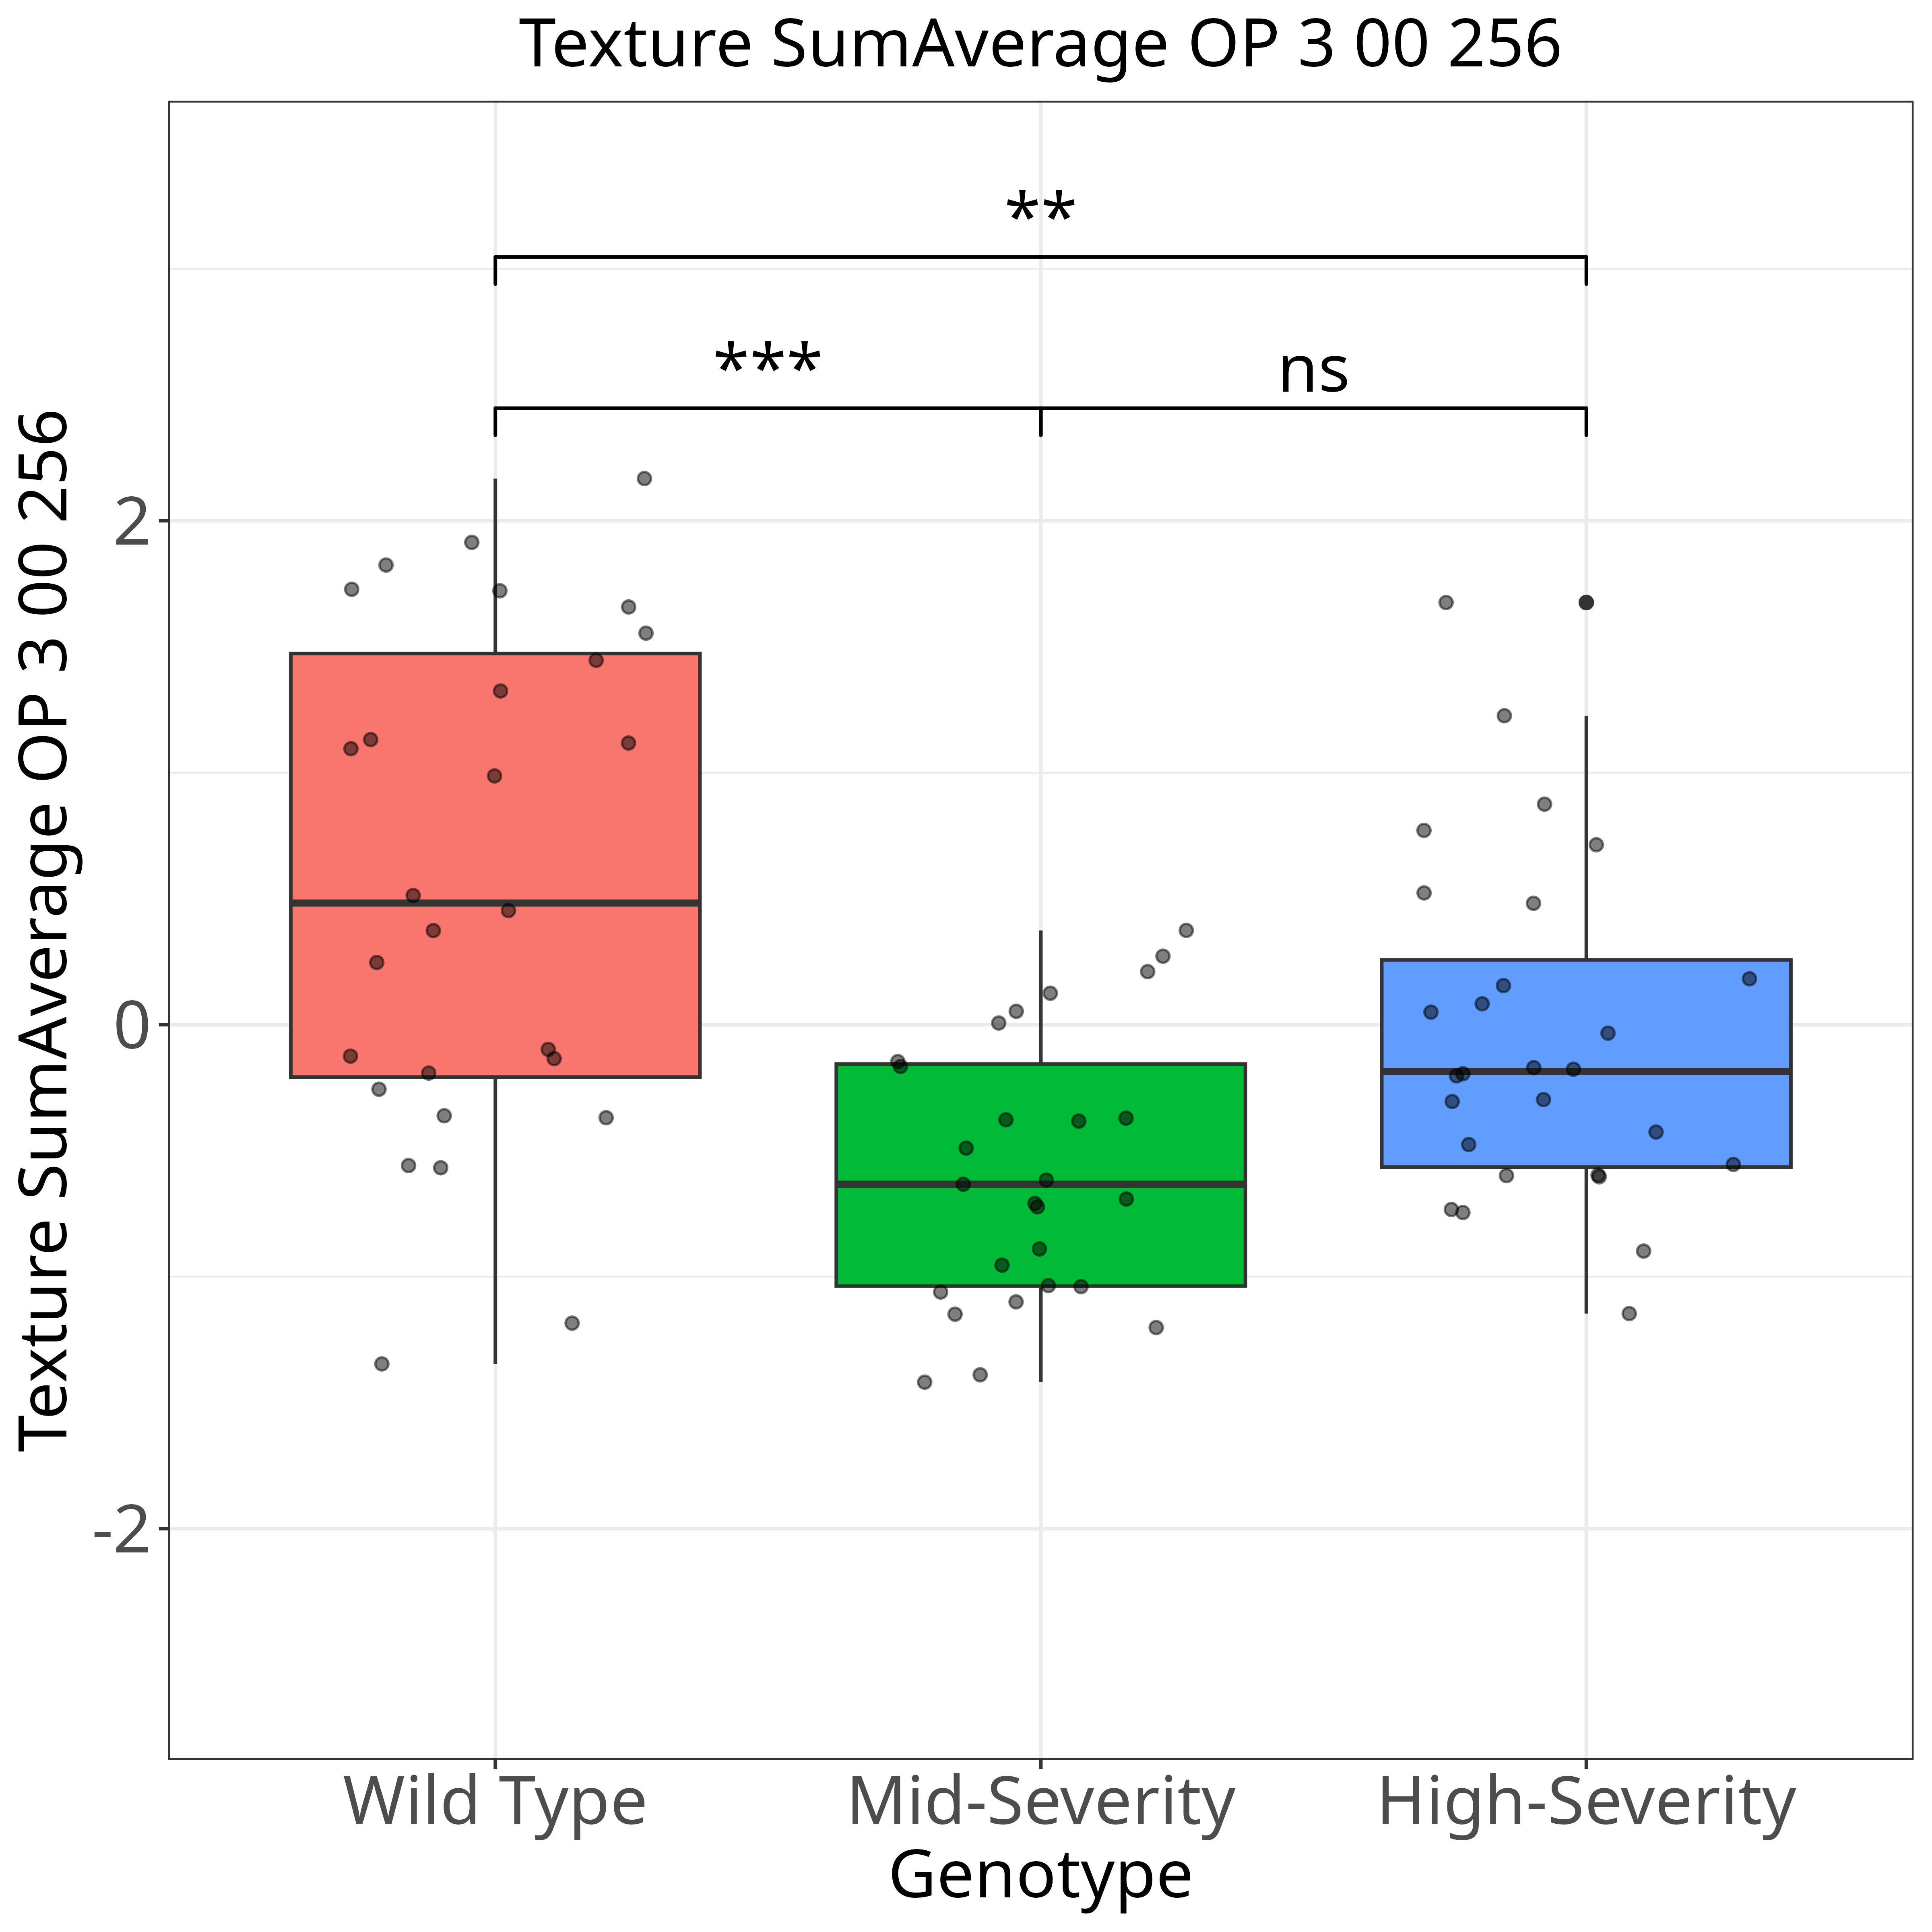 Texture SumAverage OP 3 00 256
**
***
ns
Texture SumAverage OP 3 00 256
2
0
-2
Wild Type
Mid-Severity
High-Severity
Genotype